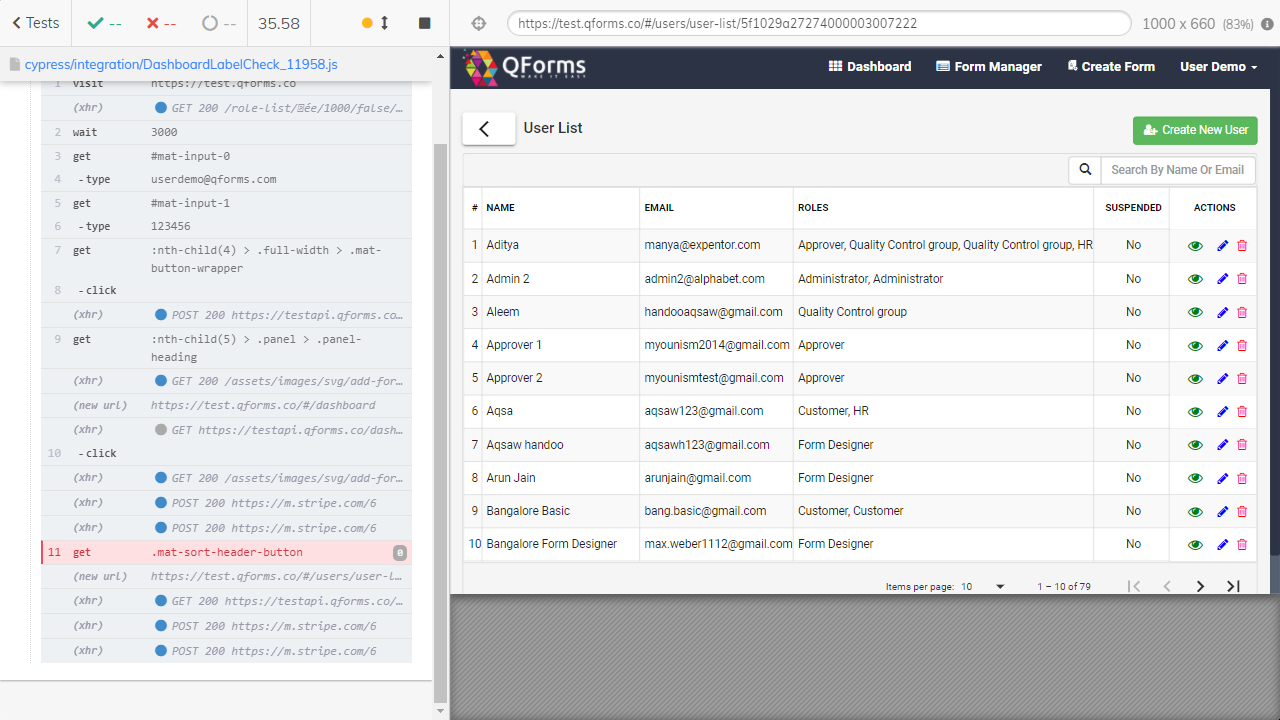 Tests
--
--
--
35.58
https://test.qforms.co/#/users/user-list/5f1029a27274000003007222
1000 x 660 (83%)
cypress/integration/DashboardLabelCheck_11958.js
1 visit https://test.qforms.co
(xhr) GET 200 /role-list/
2 wait 3000
3 get #mat-input-0
4 -type userdemo@qforms.com
5 get #mat-input-1
6 -type 123456
7 get :nth-child(4) > .full-width > .mat-
button-wrapper
8 -click
(xhr) POST 200 https://testapi.qforms.co…
9 get :nth-child(5) > .panel > .panel-
heading
(xhr) GET 200 /assets/images/svg/add-for…
(new url) https://test.qforms.co/#/dashboard
(xhr) GET https://testapi.qforms.co/dash…
10 -click
(xhr) GET 200 /assets/images/svg/add-for…
(xhr) POST 200 https://m.stripe.com/6
(xhr) POST 200 https://m.stripe.com/6
11 get .mat-sort-header-button 0
(new url) https://test.qforms.co/#/users/user-l…
(xhr) GET 200 https://testapi.qforms.co/…
(xhr) POST 200 https://m.stripe.com/6
(xhr) POST 200 https://m.stripe.com/6
QForms
MAKE IT EASY
Dashboard Form Manager Create Form User Demo
User List
Create New User
Search By Name Or Email
# NAME EMAIL ROLES SUSPENDED ACTIONS
1 Aditya manya@expentor.com Approver, Quality Control group, Quality Control group, HR No
2 Admin 2 admin2@alphabet.com Administrator, Administrator No
3 Aleem handooaqsaw@gmail.com Quality Control group No
4 Approver 1 myounism2014@gmail.com Approver No
5 Approver 2 myounismtest@gmail.com Approver No
6 Aqsa aqsaw123@gmail.com Customer, HR No
7 Aqsaw handoo aqsawh123@gmail.com Form Designer No
8 Arun Jain arunjain@gmail.com Form Designer No
9 Bangalore Basic bang.basic@gmail.com Customer, Customer No
10 Bangalore Form Designer max.weber1112@gmail.com Form Designer No
Items per page: 10 1 – 10 of 79